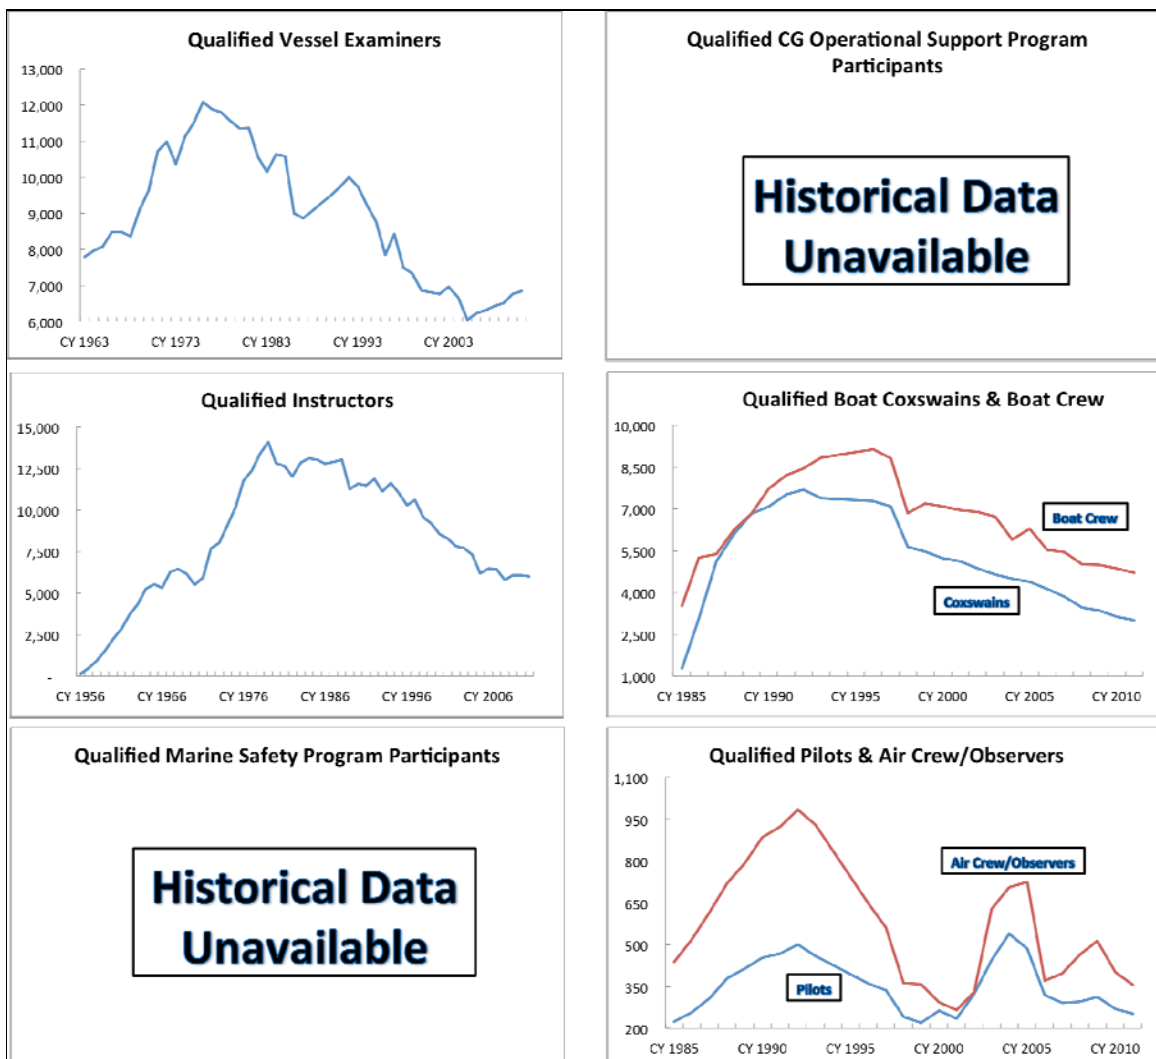 Qualified Vessel Examiners
13,000
12,000
11,000
10,000
9,000
8,000
7,000
6,000
CY 1963 CY 1973 CY 1983 CY 1993 CY 2003
Qualified CG Operational Support Program
Participants
Historical Data
Unavailable
Qualified Instructors
15,000
12,500
10,000
7,500
5,000
2,500
-
CY 1956 CY 1966 CY 1976 CY 1986 CY 1996 CY 2006
Qualified Boat Coxswains & Boat Crew
10,000
8,500
7,000
5,500
4,000
2,500
1,000
Boat Crew
Coxswains
CY 1985 CY 1990 CY 1995 CY 2000 CY 2005 CY 2010
Qualified Marine Safety Program Participants
Historical Data
Unavailable
Qualified Pilots & Air Crew/Observers
1,100
950
800
650
500
350
200
Air Crew/Observers
Pilots
CY 1985 CY 1990 CY 1995 CY 2000 CY 2005 CY 2010